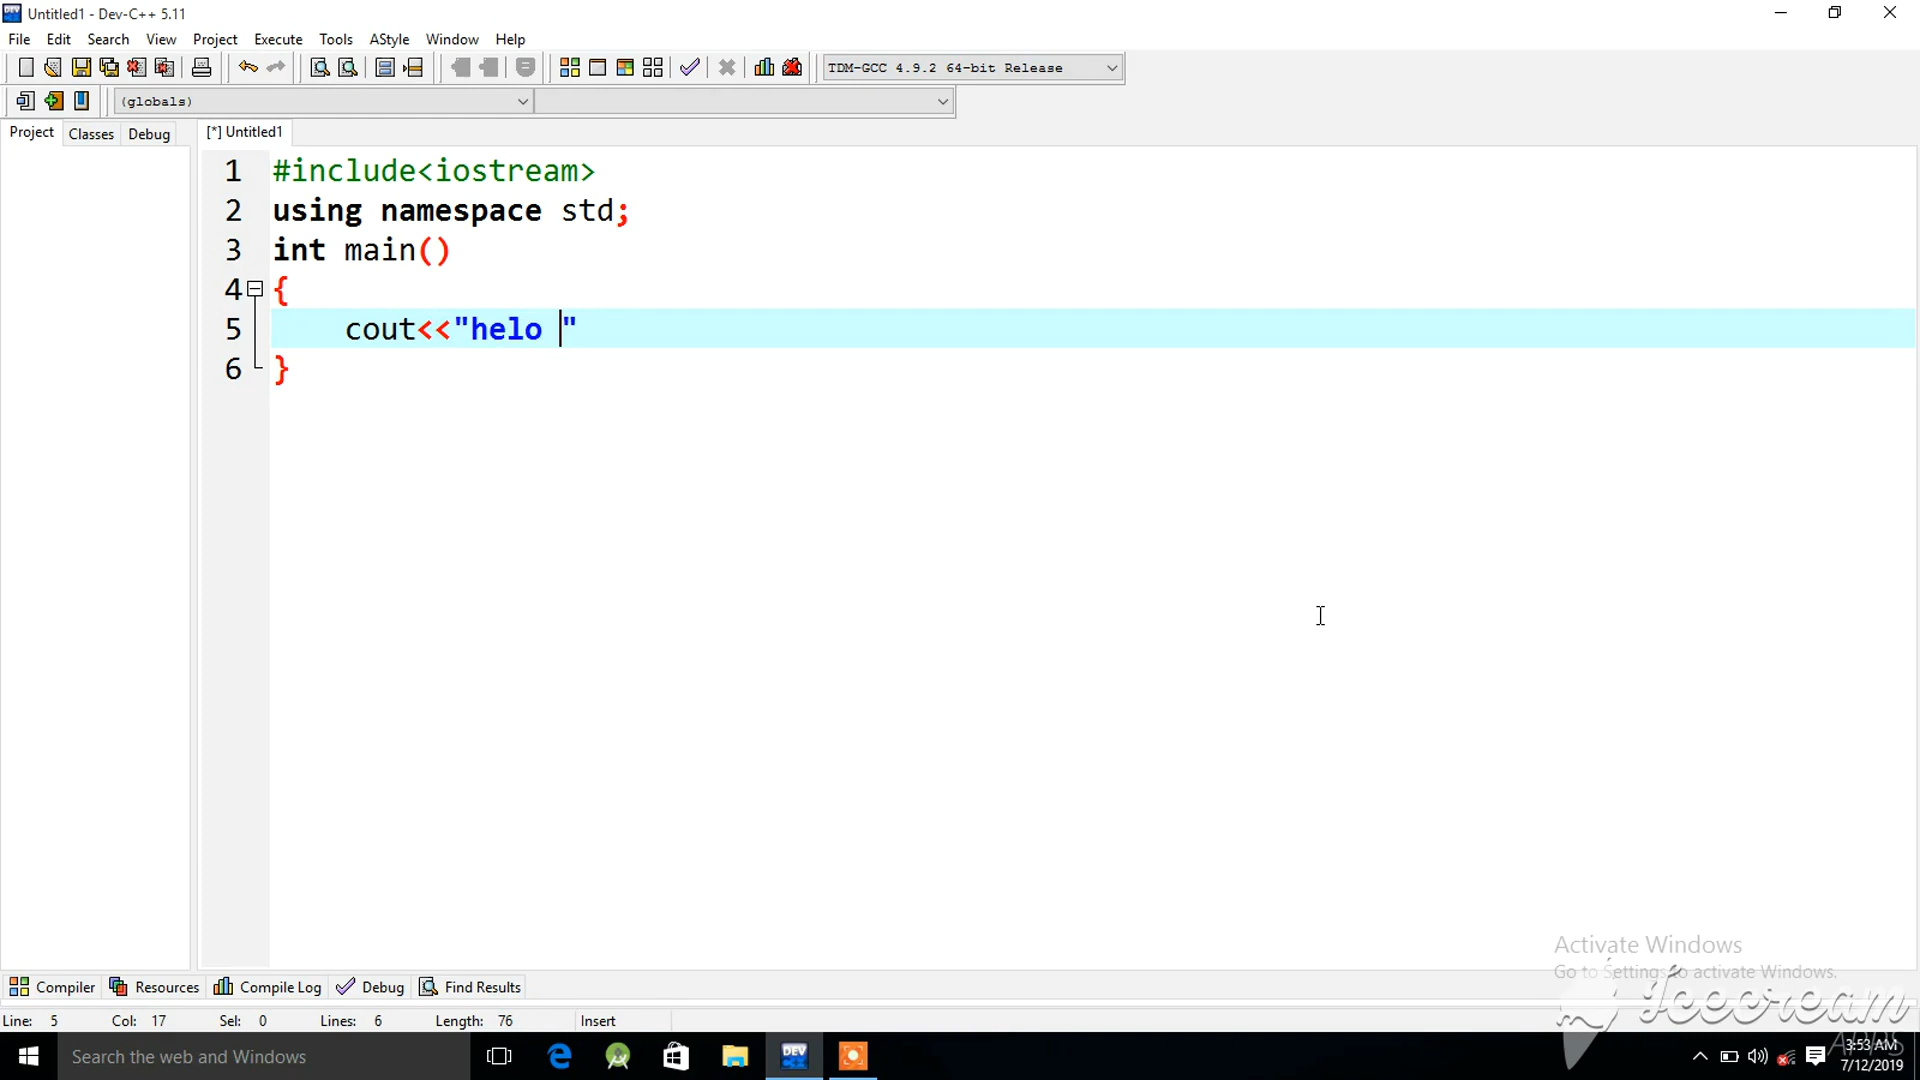 Untitled1 - Dev-C++ 5.11
File Edit Search View Project Execute Tools AStyle Window Help
TDM-GCC 4.9.2 64-bit Release
(globals)
Project Classes Debug [*] Untitled1
1 #include<iostream>
2 using namespace std;
3 int main()
4 {
5 cout<<"helo "
6 }
Activate Windows
Go to Settings to activate Windows.
Compiler Resources Compile Log Debug Find Results
Icecream
Line: 5 Col: 17 Sel: 0 Lines: 6 Length: 76 Insert
APPS
Search the web and Windows
DEV
3:53 AM
7/12/2019